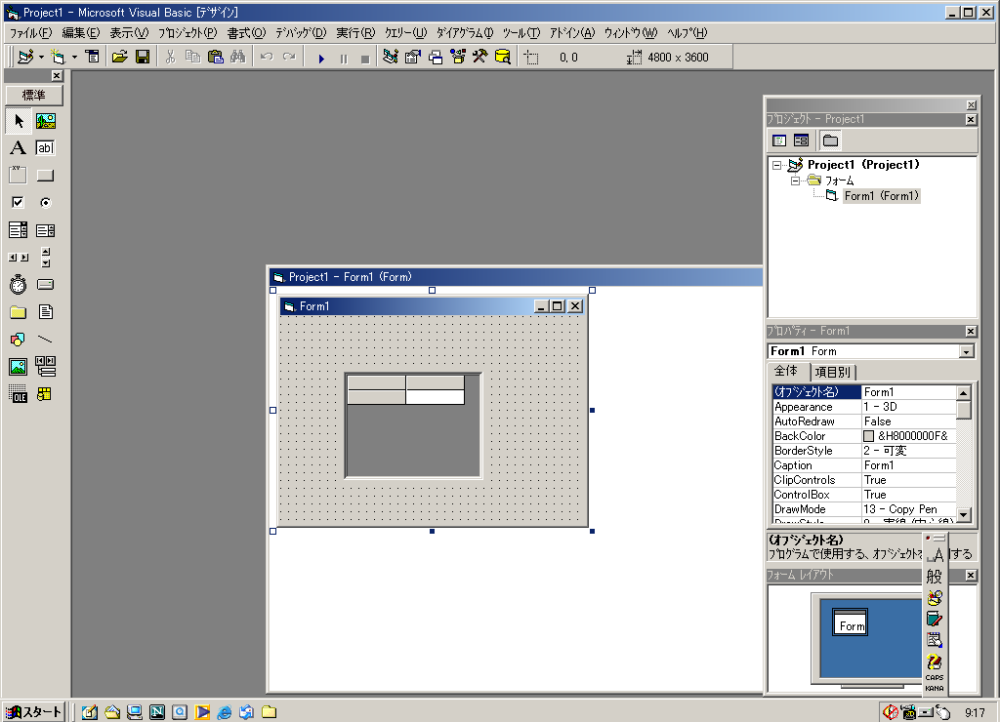 Project1 - Microsoft Visual Basic [ﾃﾞｻﾞｲﾝ]
ﾌｧｲﾙ(F) 編集(E) 表示(V) ﾌﾟﾛｼﾞｪｸﾄ(P) 書式(O) ﾃﾞﾊﾞｯｸﾞ(D) 実行(R) ｸｴﾘｰ(U) ﾀﾞｲｱｸﾞﾗﾑ(I) ﾂｰﾙ(T) ｱﾄﾞｲﾝ(A) ｳｨﾝﾄﾞｳ(W) ﾍﾙﾌﾟ(H)
0, 0 4800 x 3600
標準
A ab|
XY
OLE
Project1 - Form1 (Form)
Form1
ﾌﾟﾛｼﾞｪｸﾄ - Project1
Project1 (Project1)
ﾌｫｰﾑ
Form1 (Form1)
ﾌﾟﾛﾊﾟﾃｨ - Form1
Form1 Form
全体 項目別
(ｵﾌﾞｼﾞｪｸﾄ名) Form1
Appearance 1 - 3D
AutoRedraw False
BackColor &H8000000F&
BorderStyle 2 - 可変
Caption Form1
ClipControls True
ControlBox True
DrawMode 13 - Copy Pen
DrawStyle 0 - 実線 (中心線)
(ｵﾌﾞｼﾞｪｸﾄ名)
ﾌﾟﾛｸﾞﾗﾑで使用する、ｵﾌﾞｼﾞｪｸﾄを する
ﾌｫｰﾑ ﾚｲｱｳﾄ
Form
A
般
CAPS
KANA
スタート
9:17